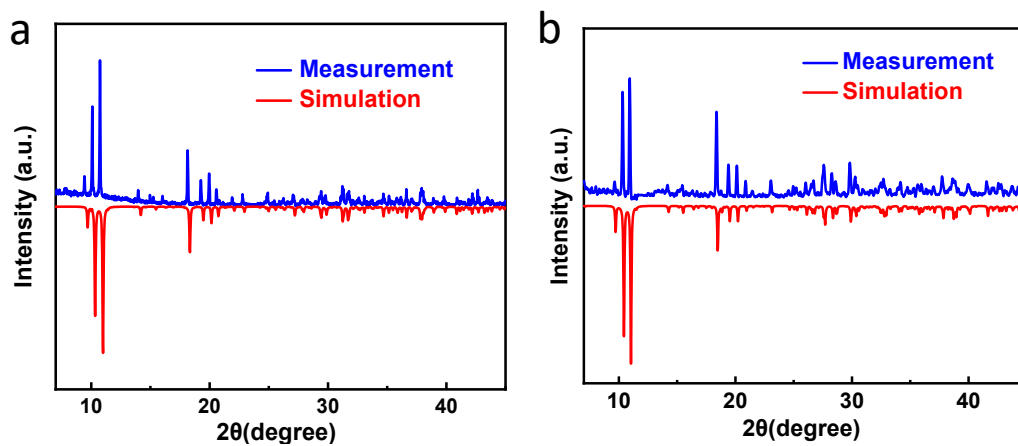 a
Measurement
Simulation
Intensity (a.u.)
10 20 30 40
2θ(degree)
b
Measurement
Simulation
Intensity (a.u.)
10 20 30 40
2θ(degree)